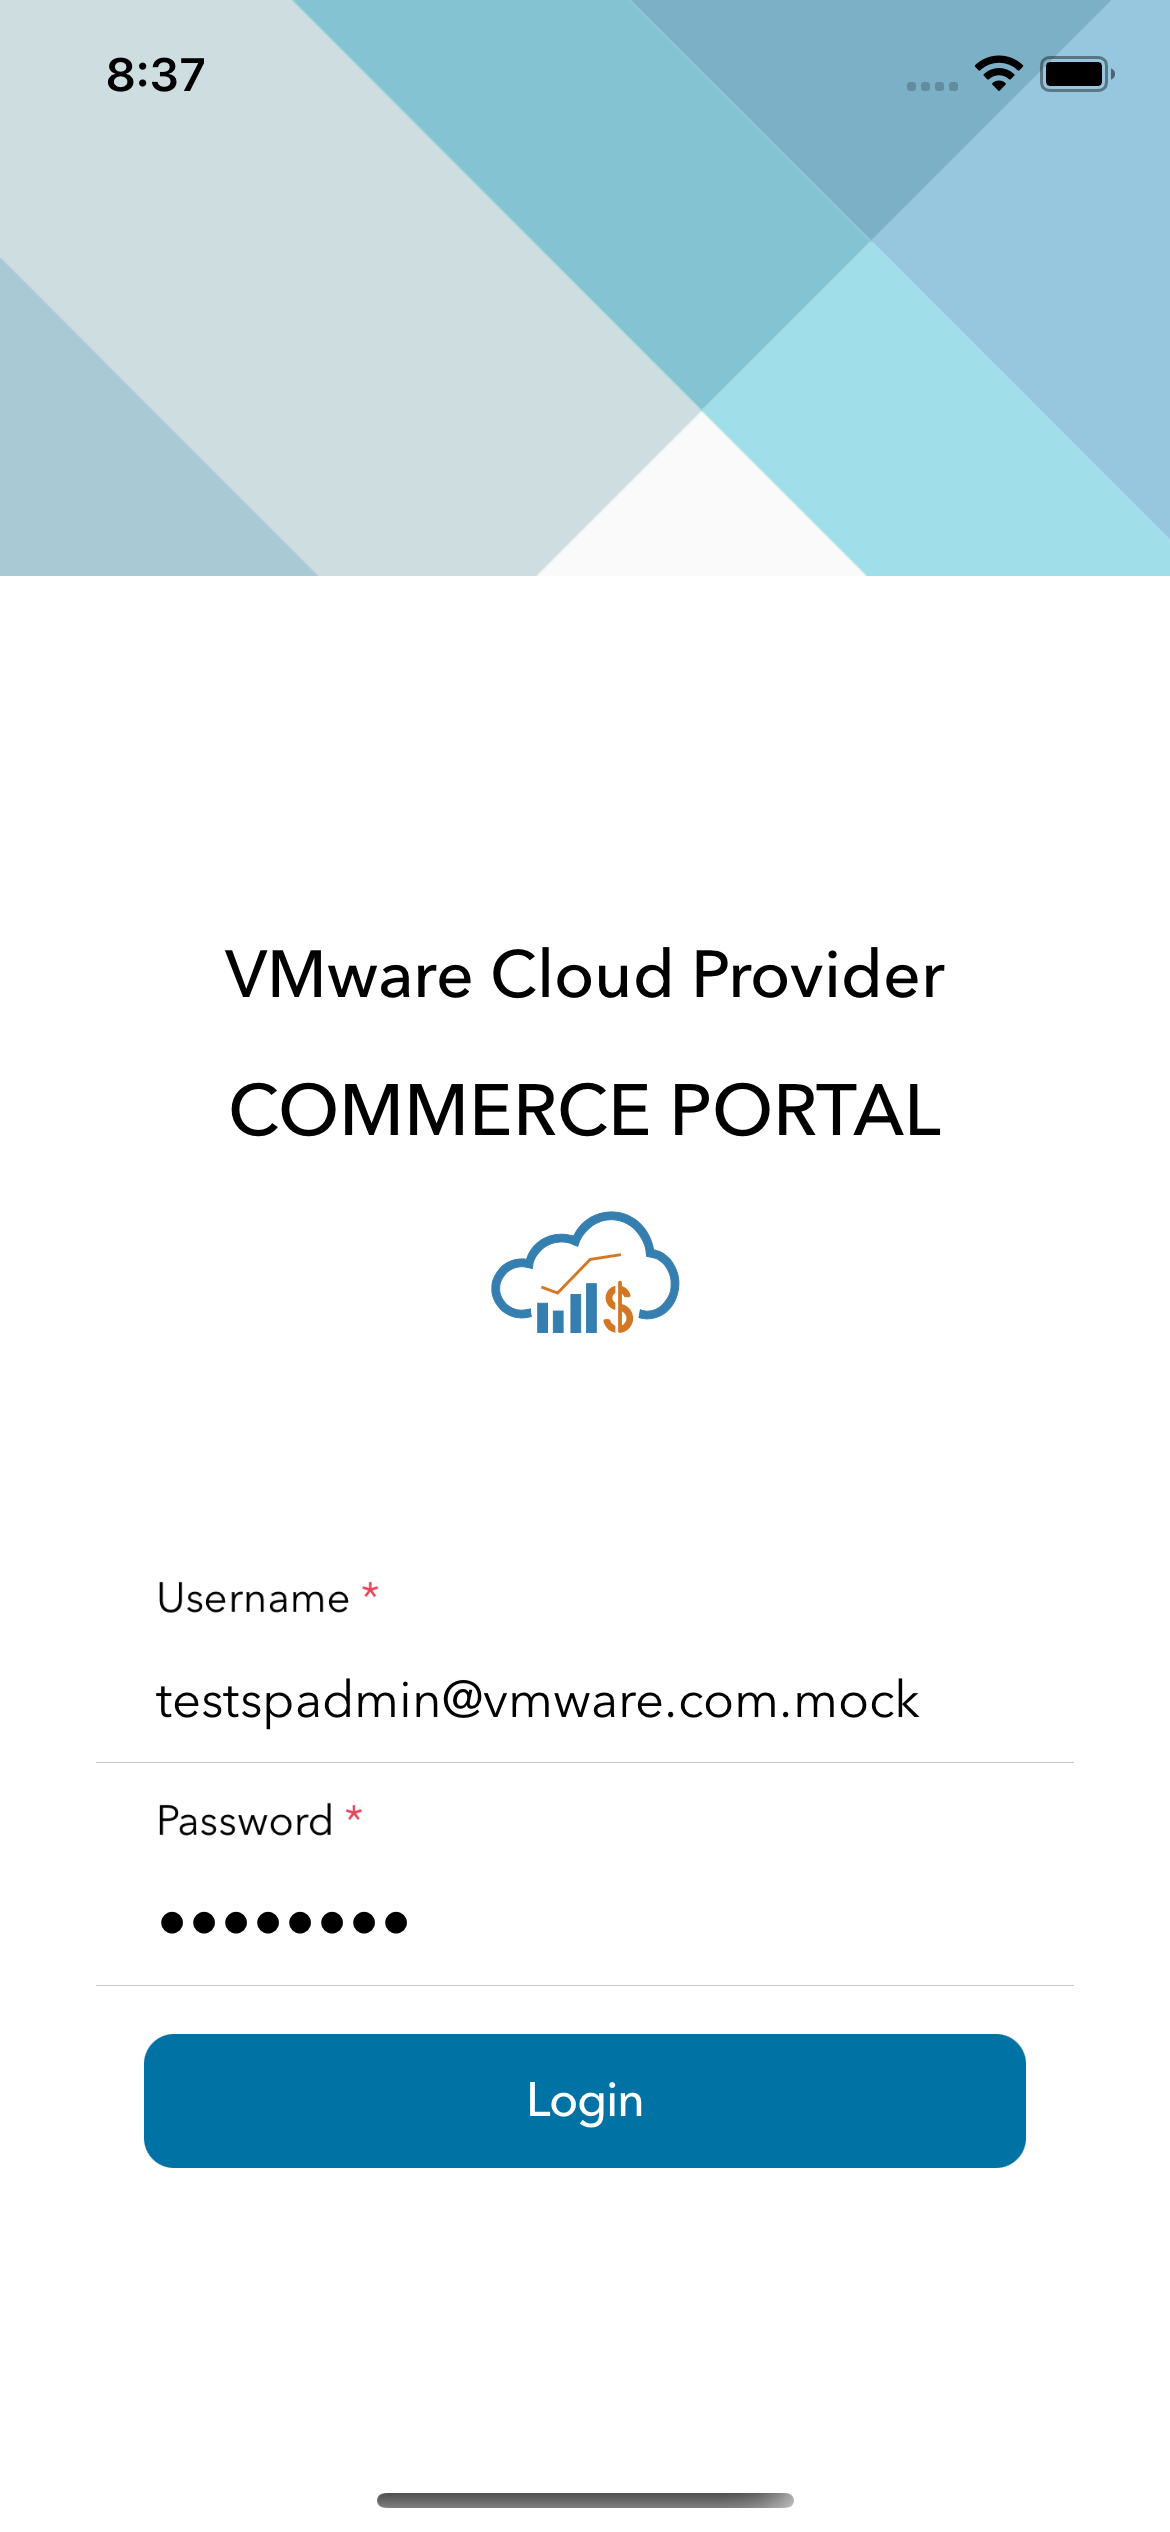 8:37
VMware Cloud Provider
COMMERCE PORTAL
$
Username *
testspadmin@vmware.com.mock
Password *
••••••••
Login